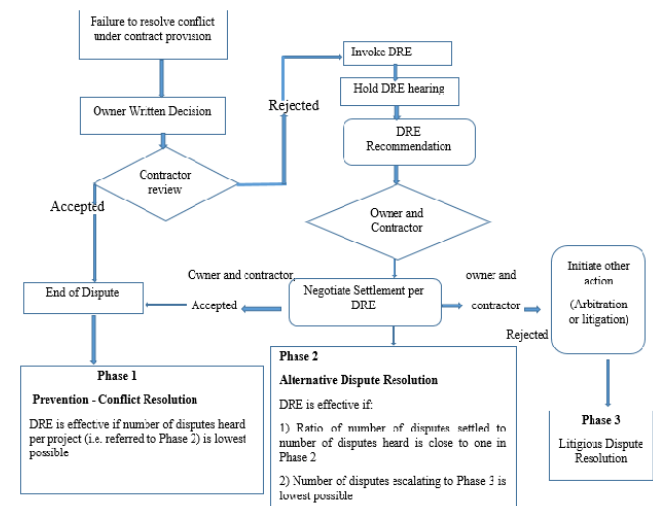 Failure to resolve conflict
under contract provision
Owner Written Decision
Contractor
review
Accepted
Rejected
Invoke DRE
Hold DRE hearing
DRE
Recommendation
Owner and
Contractor
End of Dispute
Owner and contractor
Accepted
Negotiate Settlement per
DRE
owner and
contractor
Rejected
Initiate other
action
(Arbitration
or litigation)
Phase 1
Prevention - Conflict Resolution
DRE is effective if number of disputes heard
per project (i.e. referred to Phase 2) is lowest
possible
Phase 2
Alternative Dispute Resolution
DRE is effective if:
1) Ratio of number of disputes settled to
number of disputes heard is close to one in
Phase 2
2) Number of disputes escalating to Phase 3 is
lowest possible
Phase 3
Litigious Dispute
Resolution